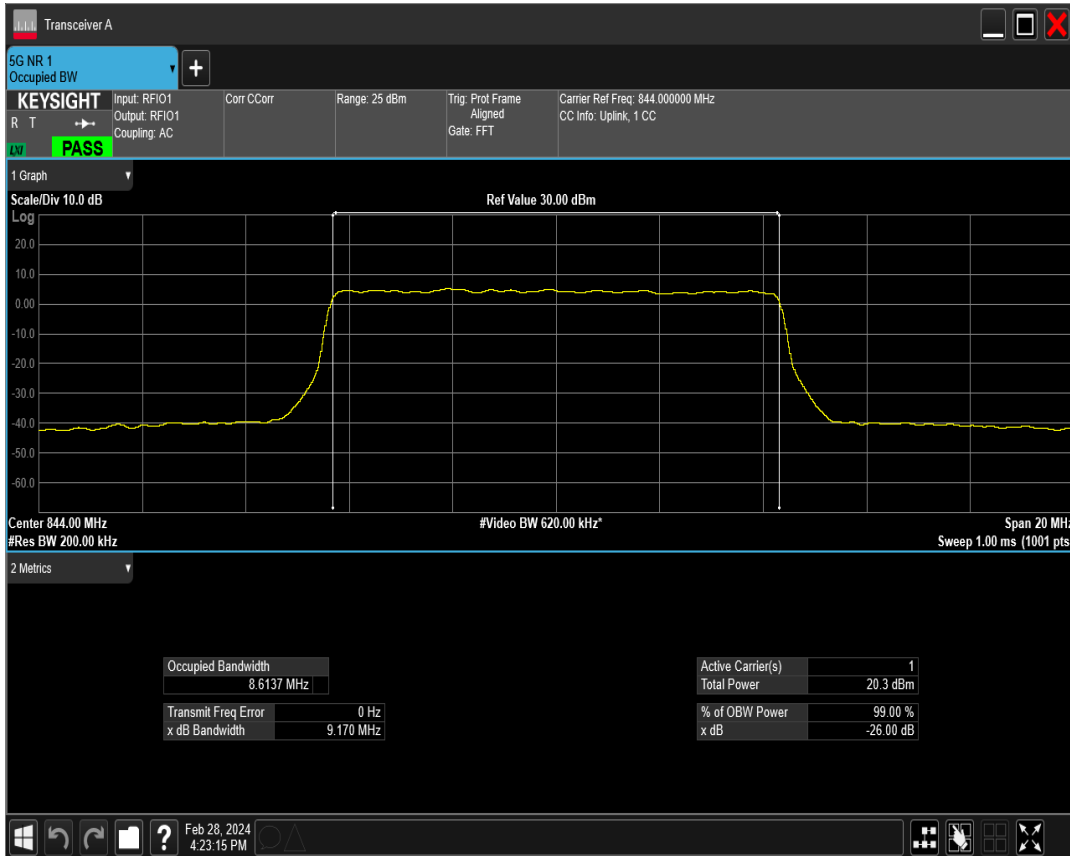 Transceiver A
5G NR 1
Occupied BW
+
KEYSIGHT
R T
LXI
PASS
Input: RFIO1
Output: RFIO1
Coupling: AC
Corr CCorr
Range: 25 dBm
Trig: Prot Frame
Aligned
Gate: FFT
Carrier Ref Freq: 844.000000 MHz
CC Info: Uplink, 1 CC
1 Graph
Scale/Div 10.0 dB
Ref Value 30.00 dBm
Log
20.0
10.0
0.00
-10.0
-20.0
-30.0
-40.0
-50.0
-60.0
Center 844.00 MHz
#Video BW 620.00 kHz*
Span 20 MHz
#Res BW 200.00 kHz
Sweep 1.00 ms (1001 pts
2 Metrics
Occupied Bandwidth
8.6137 MHz
Transmit Freq Error 0 Hz
x dB Bandwidth 9.170 MHz
Active Carrier(s) 1
Total Power 20.3 dBm
% of OBW Power 99.00 %
x dB -26.00 dB
?
Feb 28, 2024
4:23:15 PM